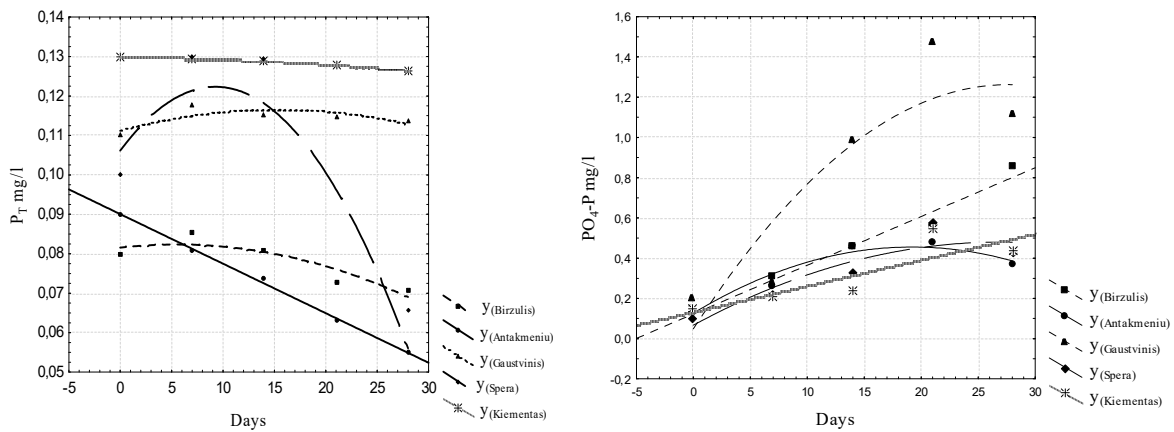 0,14
0,13
0,12
0,11
0,10
0,09
0,08
0,07
0,06
0,05
P_T mg/l
-5 0 5 10 15 20 25 30
Days
y(Birzulis)
y(Antakmeniu)
y(Gaustvinis)
y(Spera)
y(Kiementas)
1,6
1,4
1,2
1,0
0,8
0,6
0,4
0,2
0,0
-0,2
PO4-P mg/l
-5 0 5 10 15 20 25 30
Days
y(Birzulis)
y(Antakmeniu)
y(Gaustvinis)
y(Spera)
y(Kiementas)